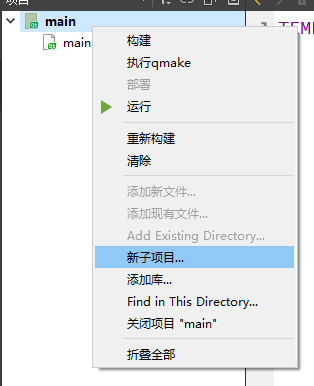 项目
main
main.
TEM
构建
执行qmake
部署
运行
重新构建
清除
添加新文件...
添加现有文件...
Add Existing Directory...
新子项目...
添加库...
Find in This Directory...
关闭项目 "main"
折叠全部